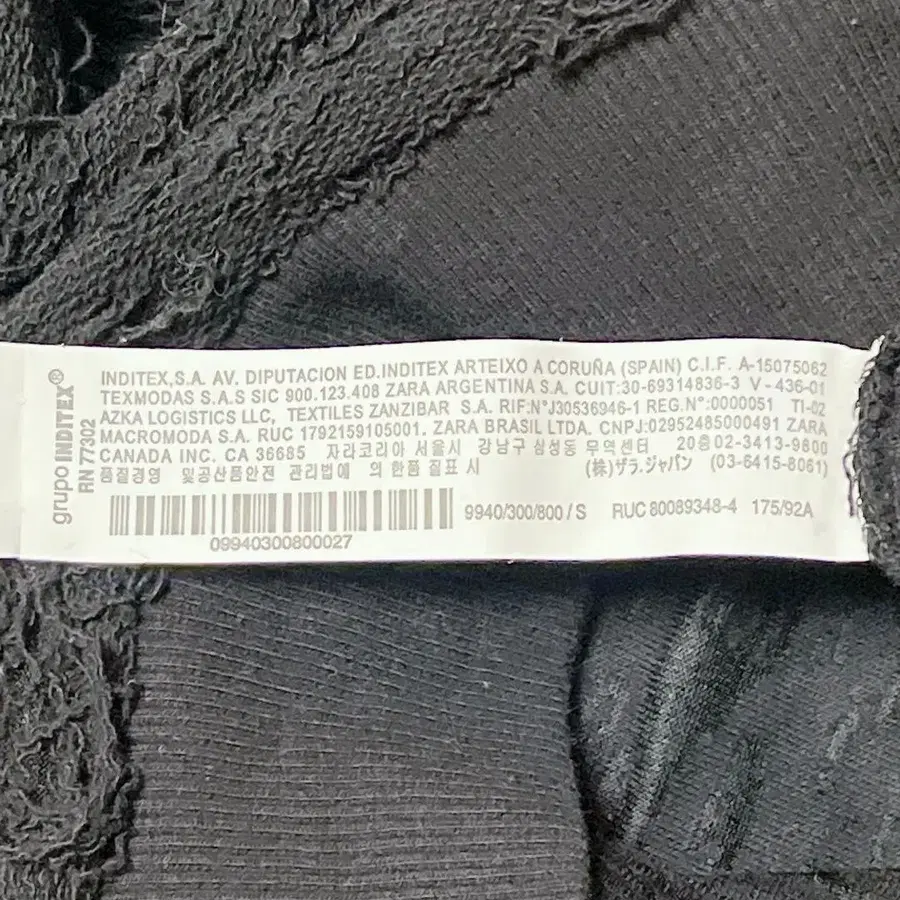 grupo INDITEX®
RN 77302
INDITEX,S.A. AV. DIPUTACION ED.INDITEX ARTEIXO A CORUÑA (SPAIN) C.I.F. A-15075062
TEXMODAS S.A.S SIC 900.123.408 ZARA ARGENTINA S.A. CUIT:30-69314836-3 V-436-01
AZKA LOGISTICS LLC, TEXTILES ZANZIBAR S.A. RIF:N°J30536946-1 REG.N°:0000051 TI-02
MACROMODA S.A. RUC 1792159105001. ZARA BRASIL LTDA. CNPJ:02952485000491 ZARA
CANADA INC. CA 36685 자라코리아 서울시 강남구 삼성동 무역센터 20층02-3413-9800
품질경영 및공산품안전 관리법에 의 한품 질표 시 (株)ザラ.ジャパン (03-6415-8061)
9940/300/800/S RUC 80089348-4 175/92A
09940300800027